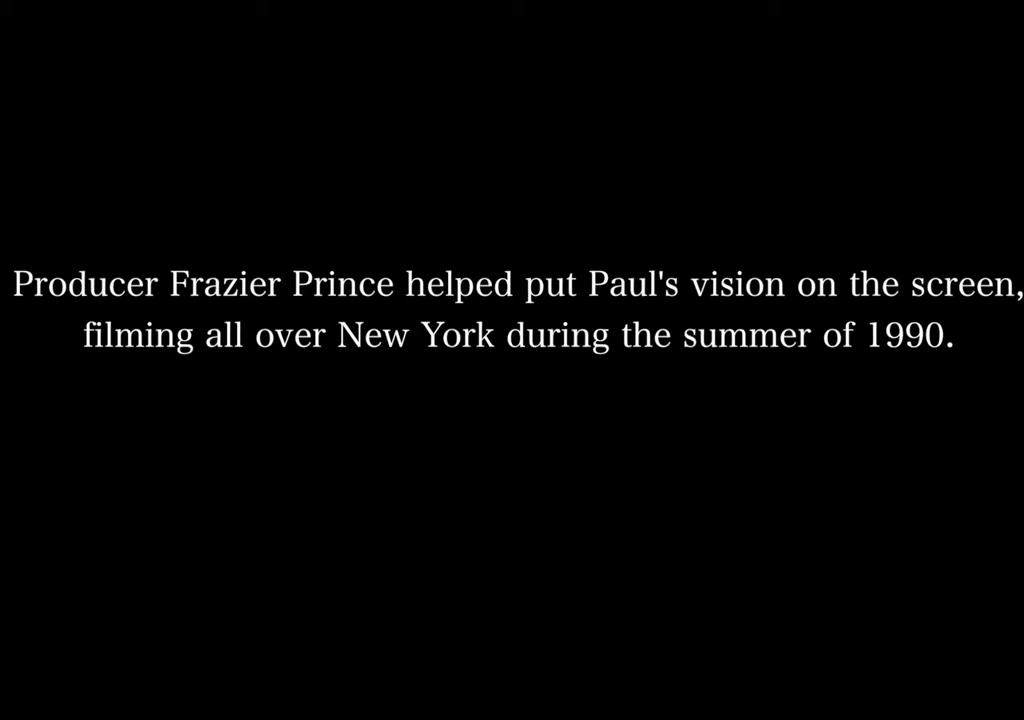 Producer Frazier Prince helped put Paul's vision on the screen,
filming all over New York during the summer of 1990.